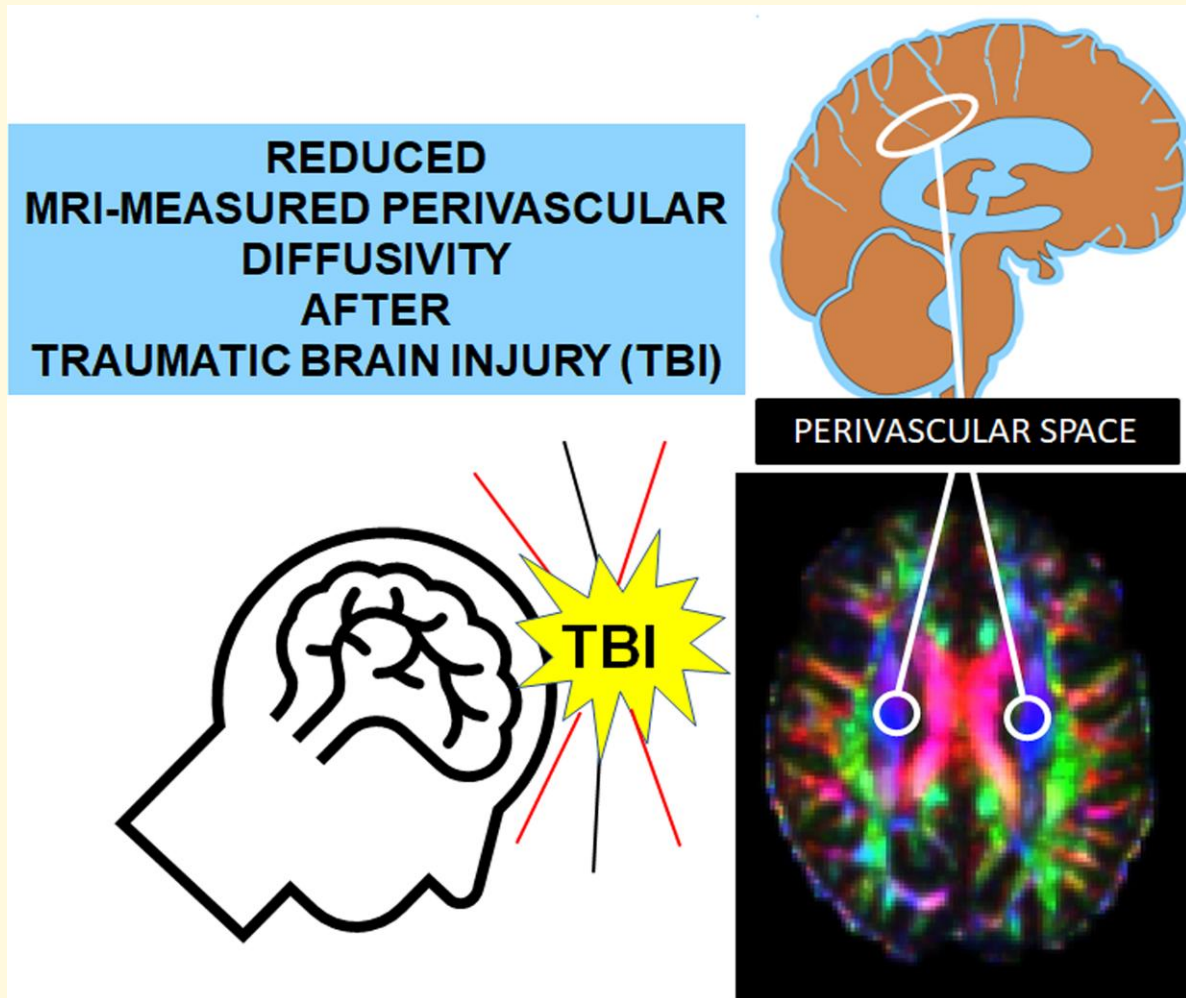 REDUCED
MRI-MEASURED PERIVASCULAR
DIFFUSIVITY
AFTER
TRAUMATIC BRAIN INJURY (TBI)
PERIVASCULAR SPACE
TBI